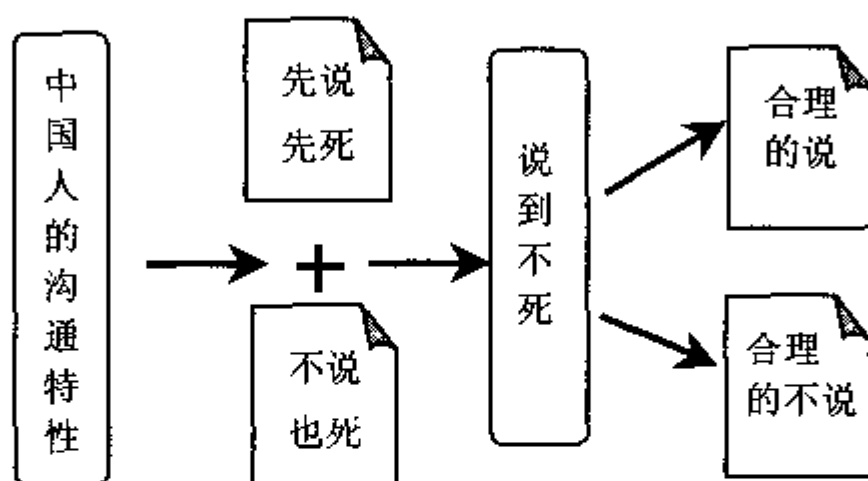 中国人的沟通特性
先说
先死
+
不说
也死
说到不死
合理
的说
合理
的不说